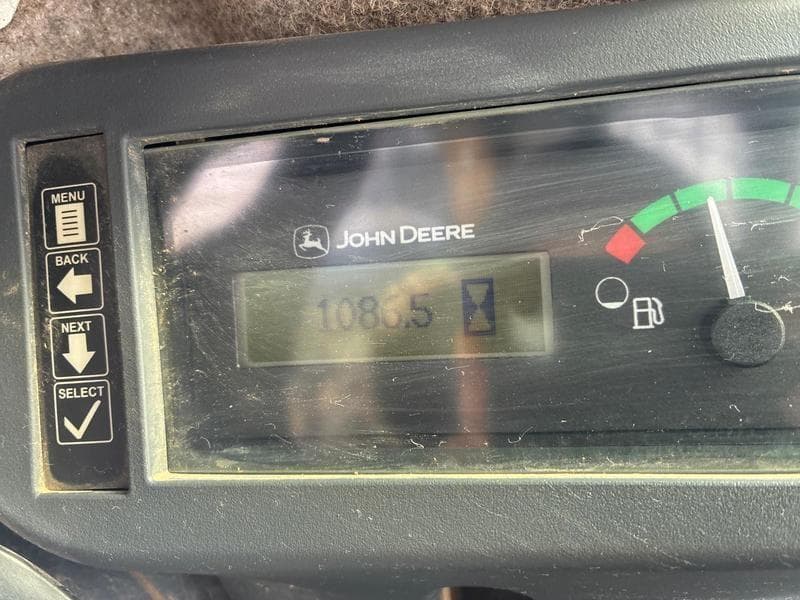 MENU
BACK
NEXT
SELECT
JOHN DEERE
1086.5